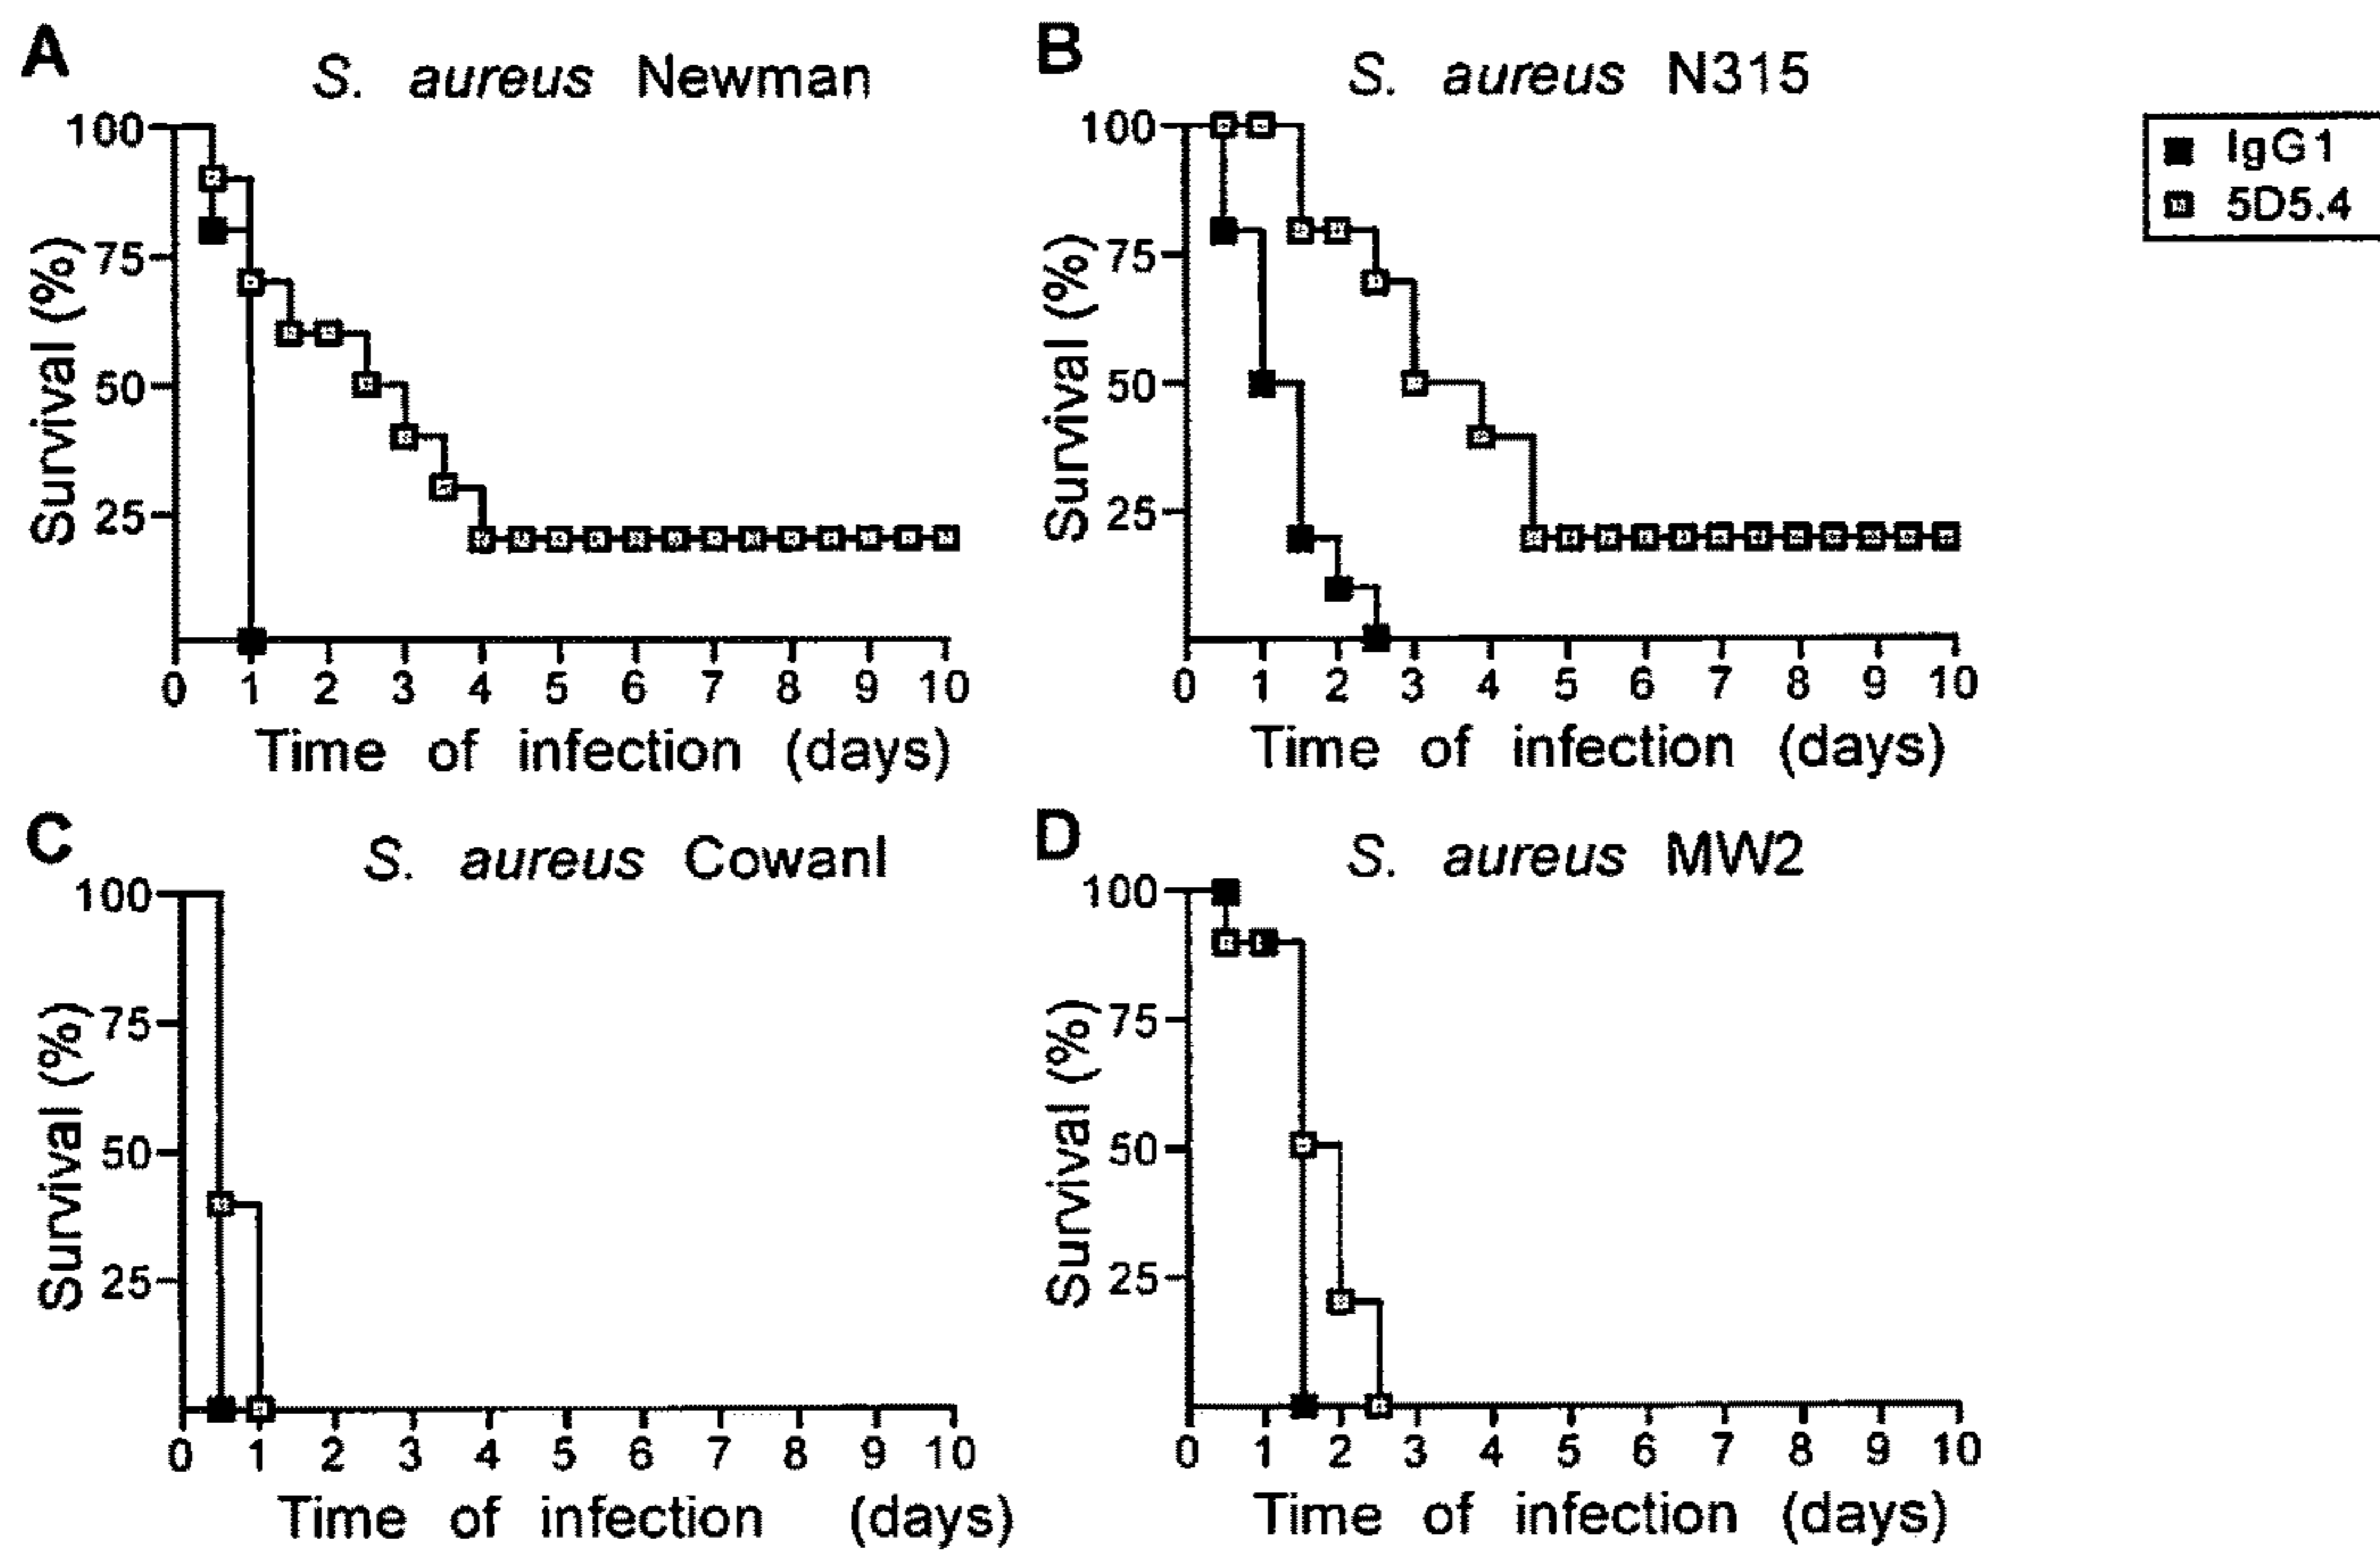 A
S. aureus Newman
100
75
50
25
Survival (%)
0 1 2 3 4 5 6 7 8 9 10
Time of infection (days)
B
S. aureus N315
100
75
50
25
Survival (%)
0 1 2 3 4 5 6 7 8 9 10
Time of infection (days)
IgG1
5D5.4
C
S. aureus CowanI
100
75
50
25
Survival (%)
0 1 2 3 4 5 6 7 8 9 10
Time of infection (days)
D
S. aureus MW2
100
75
50
25
Survival (%)
0 1 2 3 4 5 6 7 8 9 10
Time of infection (days)